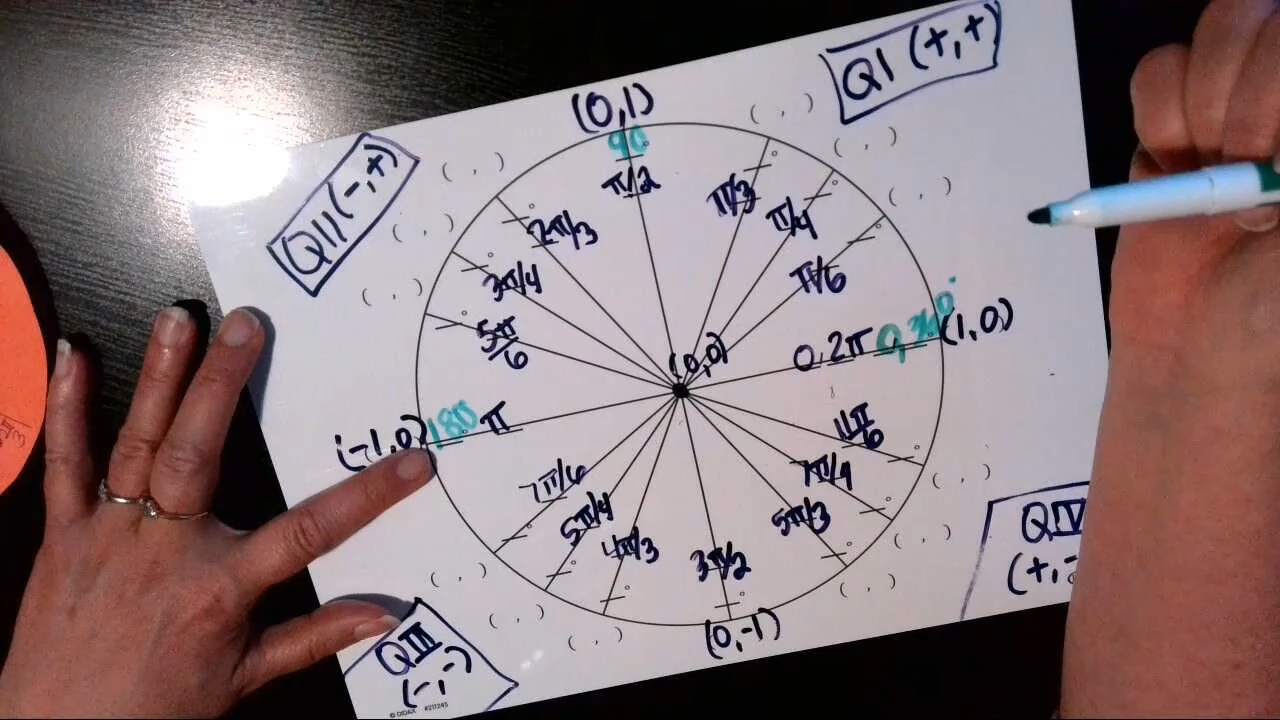 QI (+,+)
(0,1)
90
π/2
π/3
π/4
π/6
QII (-,+)
2π/3
3π/4
5π
6
(0,0)
0, 2π 0, 360° (1,0)
(-1,0) 180 π
11π
6
7π/4
5π/3
7π/6
5π/4
4π/3
3π/2
(0,-1)
QIV
(+,-
QIII
(-,-)
© DIDAX #211245